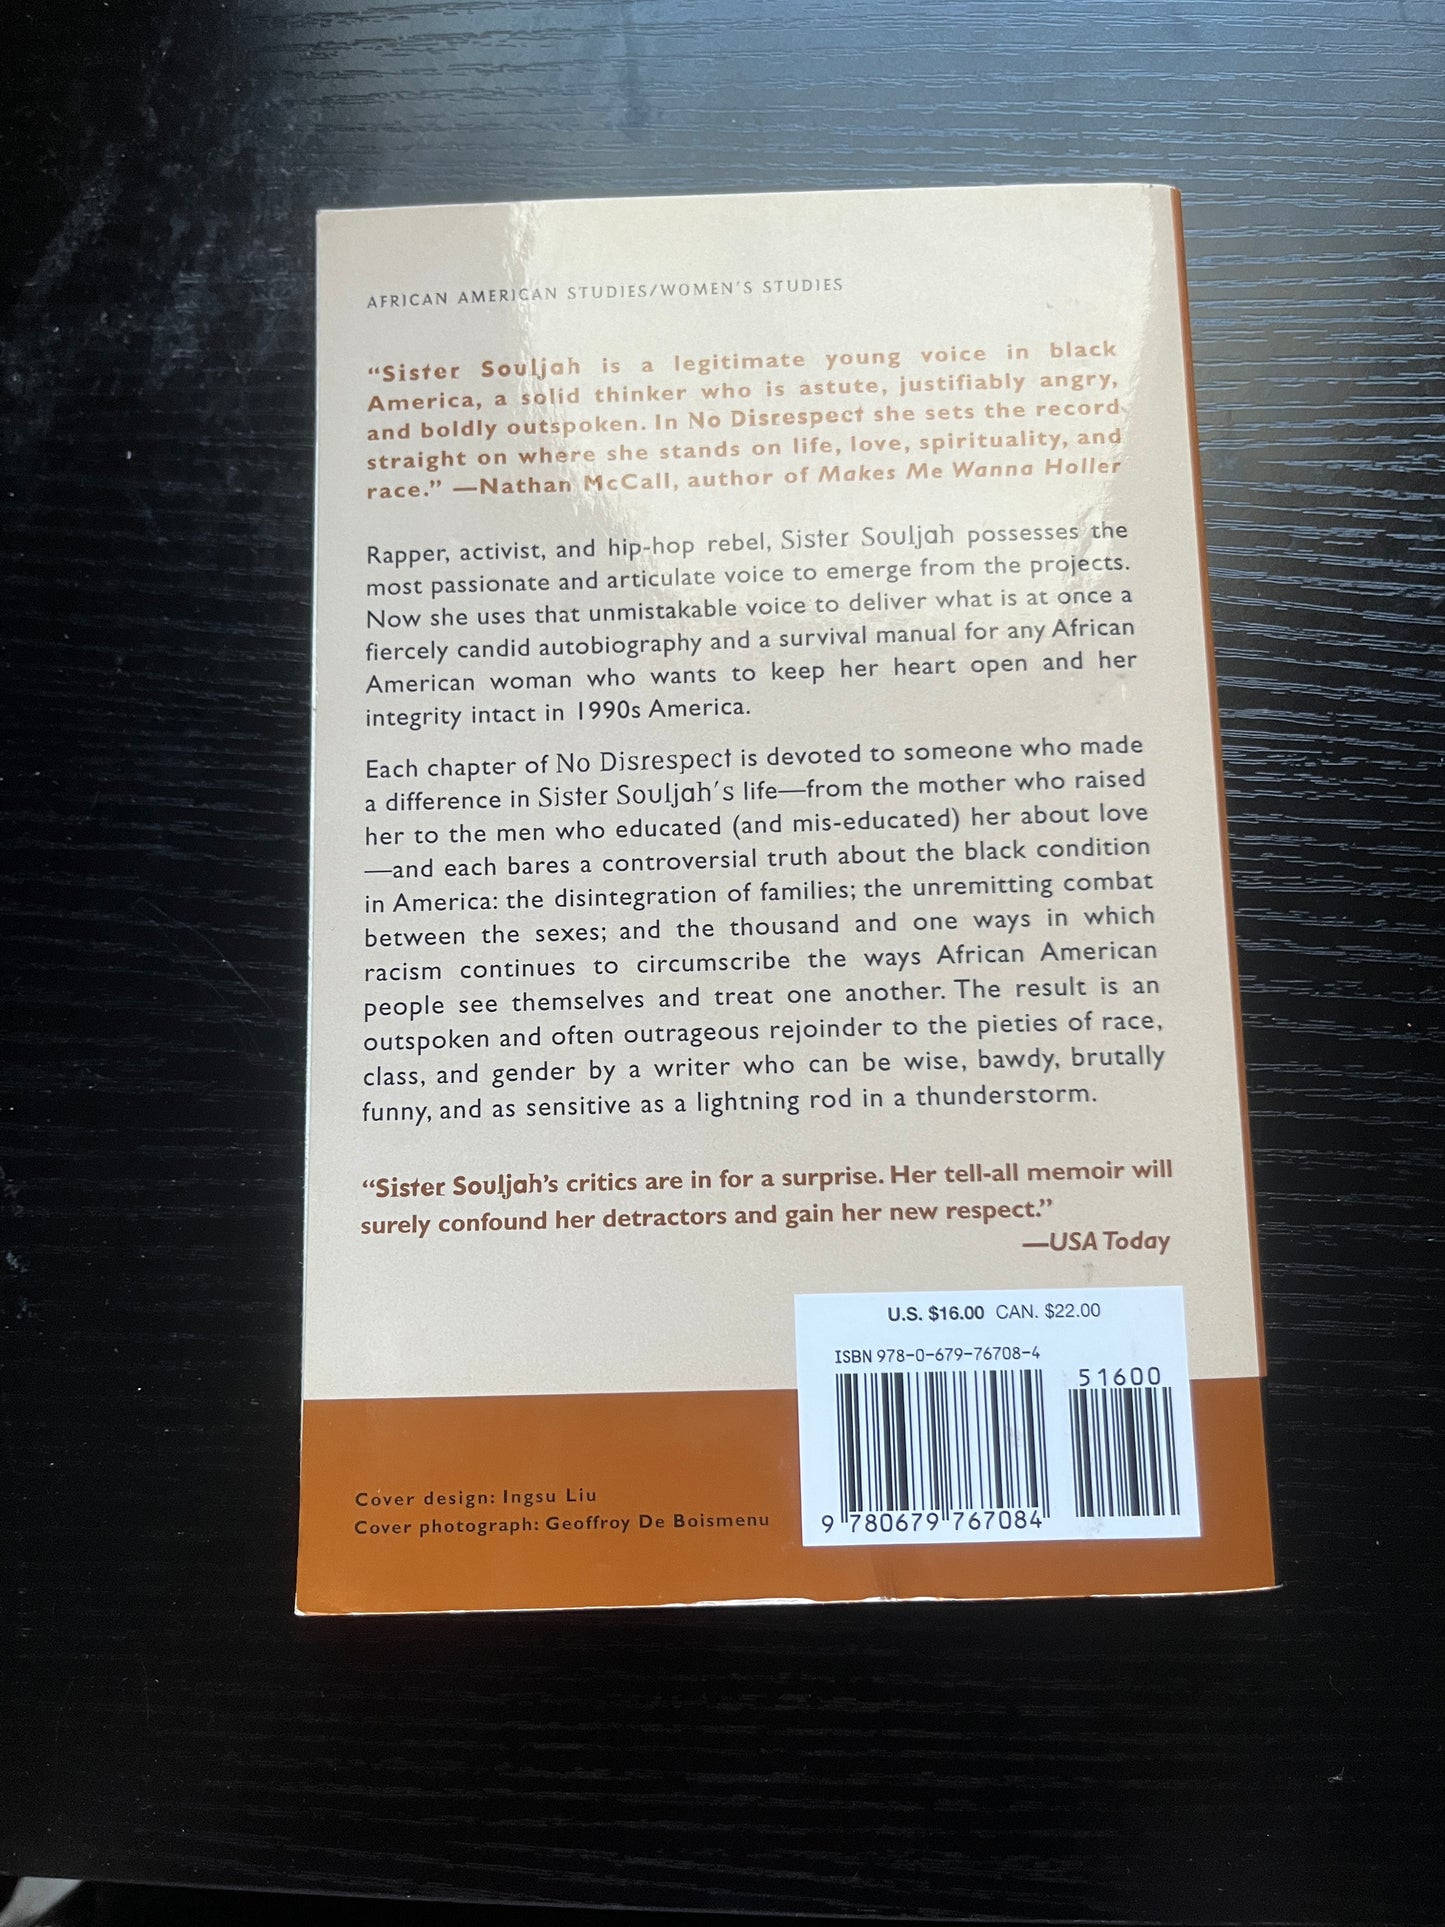 AFRICAN AMERICAN STUDIES/WOMEN'S STUDIES
“Sister Souljah is a legitimate young voice in black
America, a solid thinker who is astute, justifiably angry,
and boldly outspoken. In No Disrespect she sets the record
straight on where she stands on life, love, spirituality, and
race.” —Nathan McCall, author of Makes Me Wanna Holler
Rapper, activist, and hip-hop rebel, Sister Souljah possesses the
most passionate and articulate voice to emerge from the projects.
Now she uses that unmistakable voice to deliver what is at once a
fiercely candid autobiography and a survival manual for any African
American woman who wants to keep her heart open and her
integrity intact in 1990s America.
Each chapter of No Disrespect is devoted to someone who made
a difference in Sister Souljah's life—from the mother who raised
her to the men who educated (and mis-educated) her about love
—and each bares a controversial truth about the black condition
in America: the disintegration of families; the unremitting combat
between the sexes; and the thousand and one ways in which
racism continues to circumscribe the ways African American
people see themselves and treat one another. The result is an
outspoken and often outrageous rejoinder to the pieties of race,
class, and gender by a writer who can be wise, bawdy, brutally
funny, and as sensitive as a lightning rod in a thunderstorm.
“Sister Souljah’s critics are in for a surprise. Her tell-all memoir will
surely confound her detractors and gain her new respect.”
—USA Today
U.S. $16.00 CAN. $22.00
ISBN 978-0-679-76708-4
51600
9 780679 767084
Cover design: Ingsu Liu
Cover photograph: Geoffroy De Boismenu